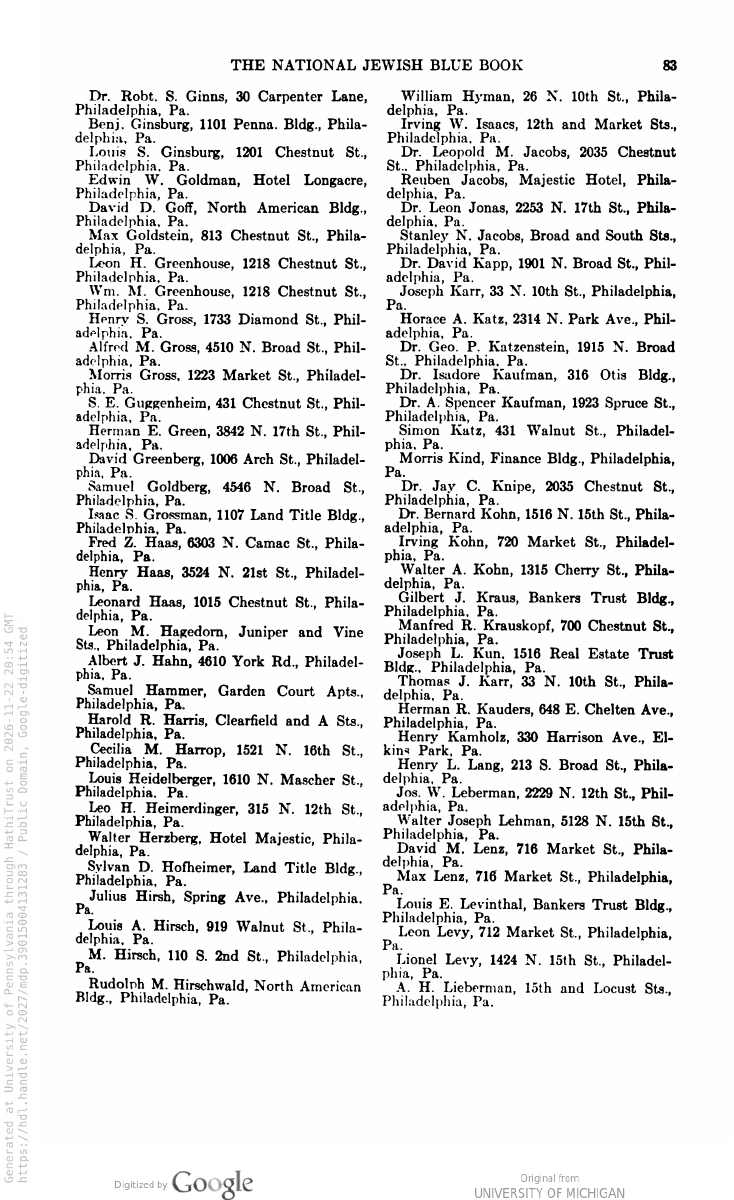 THE NATIONAL JEWISH BLUE BOOK 83
Dr. Robt. S. Ginns, 30 Carpenter Lane,
Philadelphia, Pa.
Benj. Ginsburg, 1101 Penna. Bldg., Phila-
delphia, Pa.
Louis S. Ginsburg, 1201 Chestnut St.,
Philadelphia, Pa.
Edwin W. Goldman, Hotel Longacre,
Philadelphia, Pa.
David D. Goff, North American Bldg.,
Philadelphia, Pa.
Max Goldstein, 813 Chestnut St., Phila-
delphia, Pa.
Leon H. Greenhouse, 1218 Chestnut St.,
Philadelphia, Pa.
Wm. M. Greenhouse, 1218 Chestnut St.,
Philadelphia, Pa.
Henry S. Gross, 1733 Diamond St., Phil-
adelphia, Pa.
Alfred M. Gross, 4510 N. Broad St., Phil-
adelphia, Pa.
Morris Gross, 1223 Market St., Philadel-
phia, Pa.
S. E. Guggenheim, 431 Chestnut St., Phil-
adelphia, Pa.
Herman E. Green, 3842 N. 17th St., Phil-
adelphia, Pa.
David Greenberg, 1006 Arch St., Philadel-
phia, Pa.
Samuel Goldberg, 4546 N. Broad St.,
Philadelphia, Pa.
Isaac S. Grossman, 1107 Land Title Bldg.,
Philadelphia, Pa.
Fred Z. Haas, 6303 N. Camac St., Phila-
delphia, Pa.
Henry Haas, 3524 N. 21st St., Philadel-
phia, Pa.
Leonard Haas, 1015 Chestnut St., Phila-
delphia, Pa.
Leon M. Hagedorn, Juniper and Vine
Sts., Philadelphia, Pa.
Albert J. Hahn, 4610 York Rd., Philadel-
phia, Pa.
Samuel Hammer, Garden Court Apts.,
Philadelphia, Pa.
Harold R. Harris, Clearfield and A Sts.,
Philadelphia, Pa.
Cecilia M. Harrop, 1521 N. 16th St.,
Philadelphia, Pa.
Louis Heidelberger, 1610 N. Mascher St.,
Philadelphia, Pa.
Leo H. Heimerdinger, 315 N. 12th St.,
Philadelphia, Pa.
Walter Herzberg, Hotel Majestic, Phila-
delphia, Pa.
Sylvan D. Hofheimer, Land Title Bldg.,
Philadelphia, Pa.
Julius Hirsh, Spring Ave., Philadelphia,
Pa.
Louis A. Hirsch, 919 Walnut St., Phila-
delphia, Pa.
M. Hirsch, 110 S. 2nd St., Philadelphia,
Pa.
Rudolph M. Hirschwald, North American
Bldg., Philadelphia, Pa.
William Hyman, 26 N. 10th St., Phila-
delphia, Pa.
Irving W. Isaacs, 12th and Market Sts.,
Philadelphia, Pa.
Dr. Leopold M. Jacobs, 2035 Chestnut
St., Philadelphia, Pa.
Reuben Jacobs, Majestic Hotel, Phila-
delphia, Pa.
Dr. Leon Jonas, 2253 N. 17th St., Phila-
delphia, Pa.
Stanley N. Jacobs, Broad and South Sts.,
Philadelphia, Pa.
Dr. David Kapp, 1901 N. Broad St., Phil-
adelphia, Pa.
Joseph Karr, 33 N. 10th St., Philadelphia,
Pa.
Horace A. Katz, 2314 N. Park Ave., Phil-
adelphia, Pa.
Dr. Geo. P. Katzenstein, 1915 N. Broad
St., Philadelphia, Pa.
Dr. Isadore Kaufman, 316 Otis Bldg.,
Philadelphia, Pa.
Dr. A. Spencer Kaufman, 1923 Spruce St.,
Philadelphia, Pa.
Simon Katz, 431 Walnut St., Philadel-
phia, Pa.
Morris Kind, Finance Bldg., Philadelphia,
Pa.
Dr. Jay C. Knipe, 2035 Chestnut St.,
Philadelphia, Pa.
Dr. Bernard Kohn, 1516 N. 15th St., Phila-
adelphia, Pa.
Irving Kohn, 720 Market St., Philadel-
phia, Pa.
Walter A. Kohn, 1315 Cherry St., Phila-
delphia, Pa.
Gilbert J. Kraus, Bankers Trust Bldg.,
Philadelphia, Pa.
Manfred R. Krauskopf, 700 Chestnut St.,
Philadelphia, Pa.
Joseph L. Kun, 1516 Real Estate Trust
Bldg., Philadelphia, Pa.
Thomas J. Karr, 33 N. 10th St., Phila-
delphia, Pa.
Herman R. Kauders, 648 E. Chelten Ave.,
Philadelphia, Pa.
Henry Kamholz, 330 Harrison Ave., El-
kins Park, Pa.
Henry L. Lang, 213 S. Broad St., Phila-
delphia, Pa.
Jos. W. Leberman, 2229 N. 12th St., Phil-
adelphia, Pa.
Walter Joseph Lehman, 5128 N. 15th St.,
Philadelphia, Pa.
David M. Lenz, 716 Market St., Phila-
delphia, Pa.
Max Lenz, 716 Market St., Philadelphia,
Pa.
Louis E. Levinthal, Bankers Trust Bldg.,
Philadelphia, Pa.
Leon Levy, 712 Market St., Philadelphia,
Pa.
Lionel Levy, 1424 N. 15th St., Philadel-
phia, Pa.
A. H. Lieberman, 15th and Locust Sts.,
Philadelphia, Pa.
Generated at University of Pennsylvania through HathiTrust on 2026-11-22 20:54 GMT
https://hdl.handle.net/2027/mdp.39015004131283 / Public Domain, Google-digitized
Digitized by Google
Original from
UNIVERSITY OF MICHIGAN